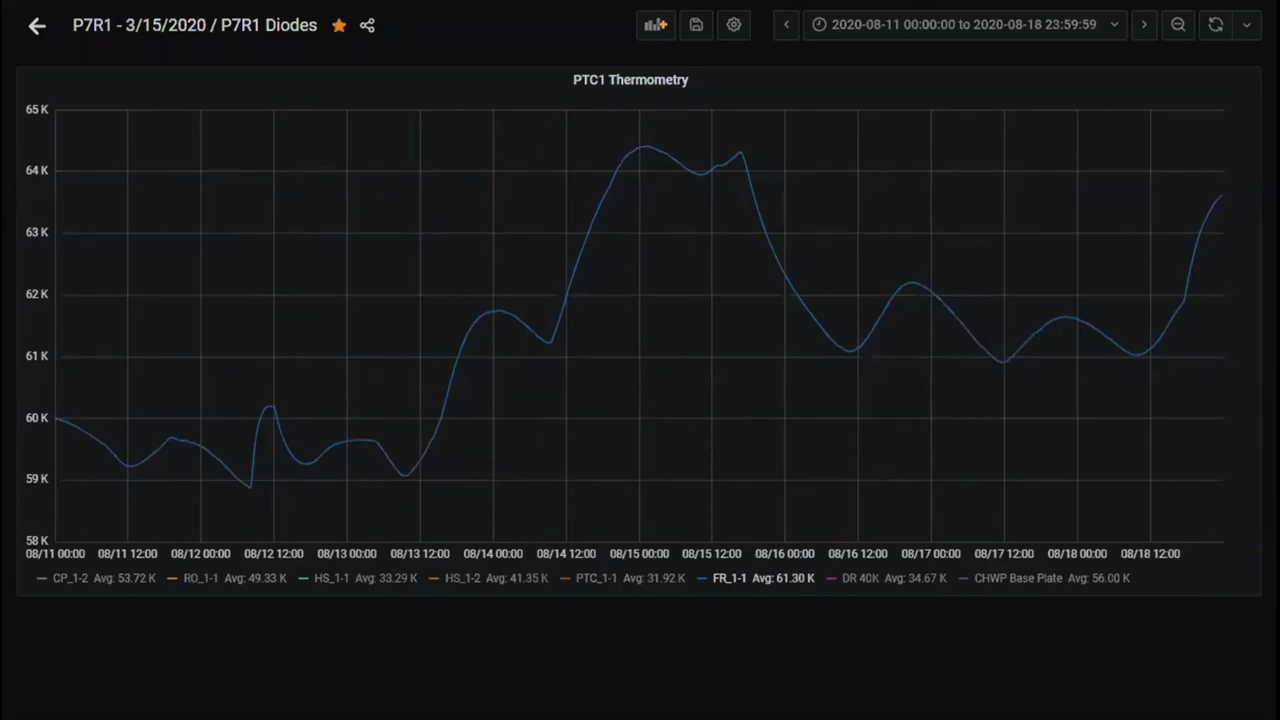 P7R1 - 3/15/2020 / P7R1 Diodes
2020-08-11 00:00:00 to 2020-08-18 23:59:59
PTC1 Thermometry
65 K
64 K
63 K
62 K
61 K
60 K
59 K
58 K
08/11 00:00 08/11 12:00 08/12 00:00 08/12 12:00 08/13 00:00 08/13 12:00 08/14 00:00 08/14 12:00 08/15 00:00 08/15 12:00 08/16 00:00 08/16 12:00 08/17 00:00 08/17 12:00 08/18 00:00 08/18 12:00
CP_1-2 Avg: 53.72 K RO_1-1 Avg: 49.33 K HS_1-1 Avg: 33.29 K HS_1-2 Avg: 41.35 K PTC_1-1 Avg: 31.92 K FR_1-1 Avg: 61.30 K DR 40K Avg: 34.67 K CHWP Base Plate Avg: 56.00 K